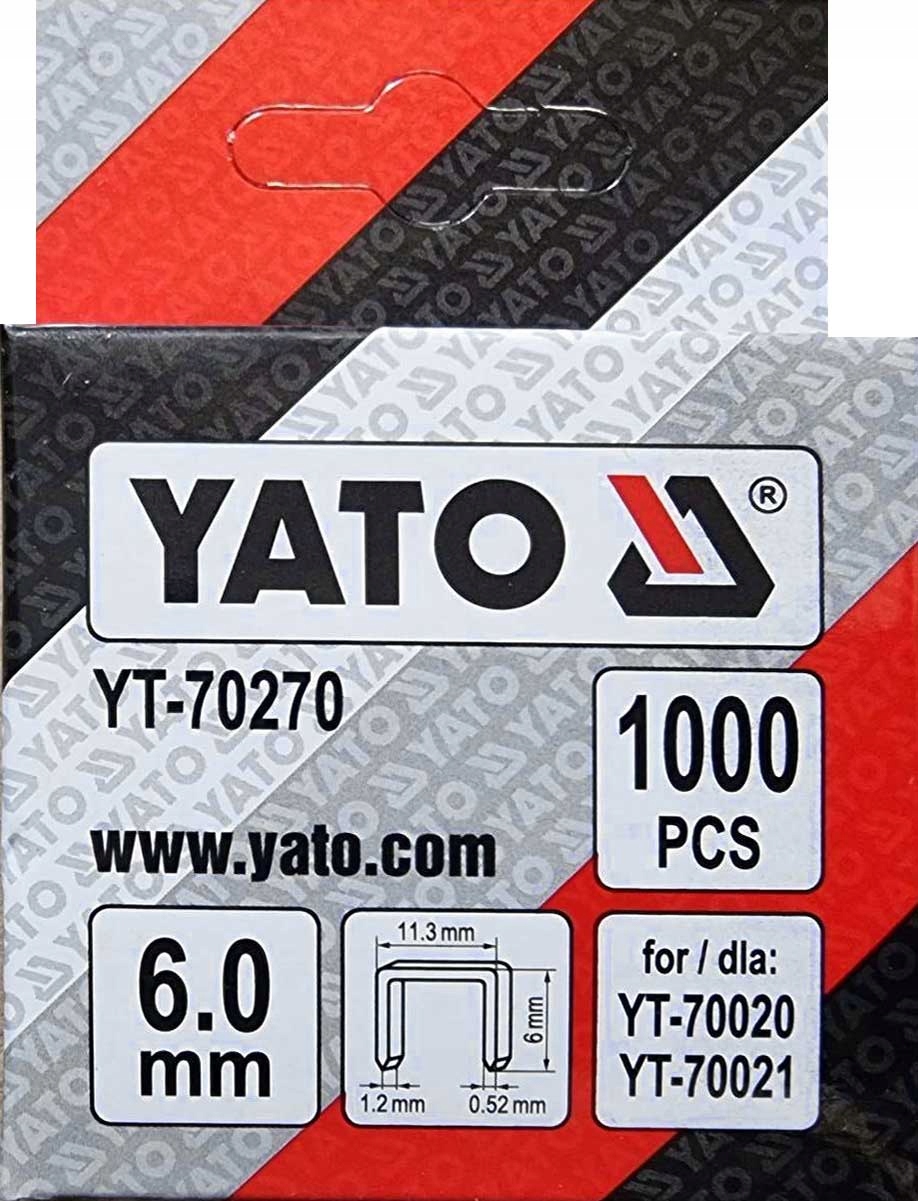 YATO ®
YT-70270
1000
PCS
www.yato.com
6.0
mm
11.3 mm
6 mm
1.2 mm
0.52 mm
for / dla:
YT-70020
YT-70021